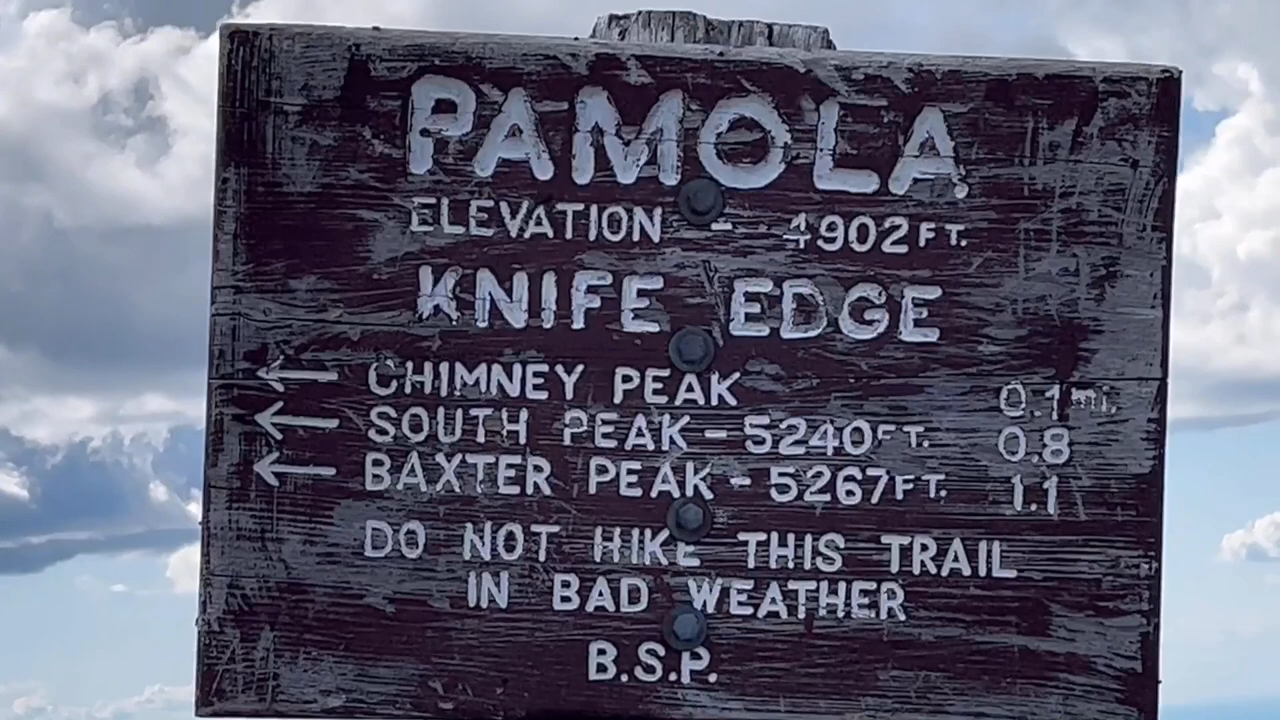 PAMOLA
ELEVATION - 4902 FT.
KNIFE EDGE
← CHIMNEY PEAK 0.1 mi.
← SOUTH PEAK - 5240 FT. 0.8
← BAXTER PEAK - 5267 FT. 1.1
DO NOT HIKE THIS TRAIL
IN BAD WEATHER
B.S.P.